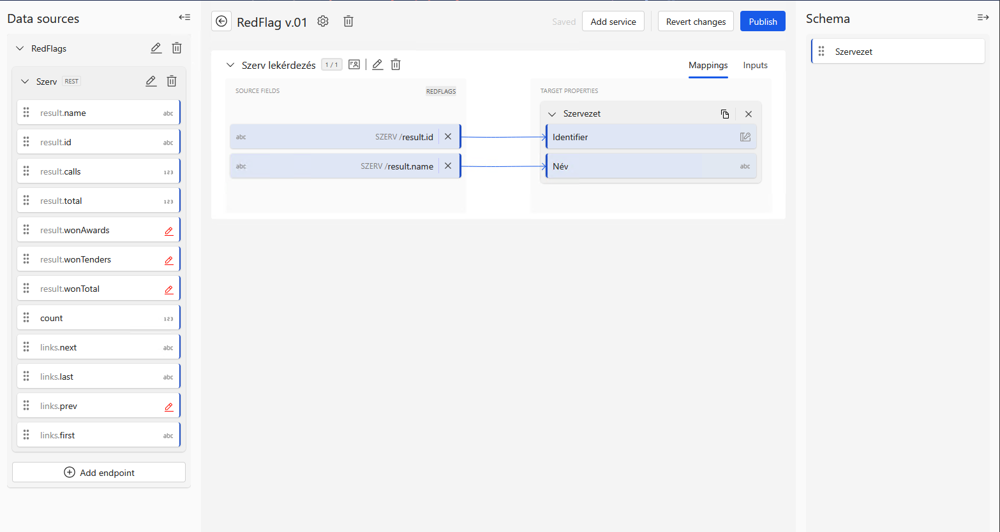 Data sources
RedFlags
Szerv REST
result.name abc
result.id abc
result.calls 123
result.total 123
result.wonAwards
result.wonTenders
result.wonTotal
count 123
links.next abc
links.last abc
links.prev
links.first abc
Add endpoint
RedFlag v.01
Saved
Add service
Revert changes
Publish
Szerv lekérdezés 1 / 1
Mappings
Inputs
SOURCE FIELDS
REDFLAGS
abc SZERV /result.id
abc SZERV /result.name
TARGET PROPERTIES
Szervezet
Identifier
Név abc
Schema
Szervezet